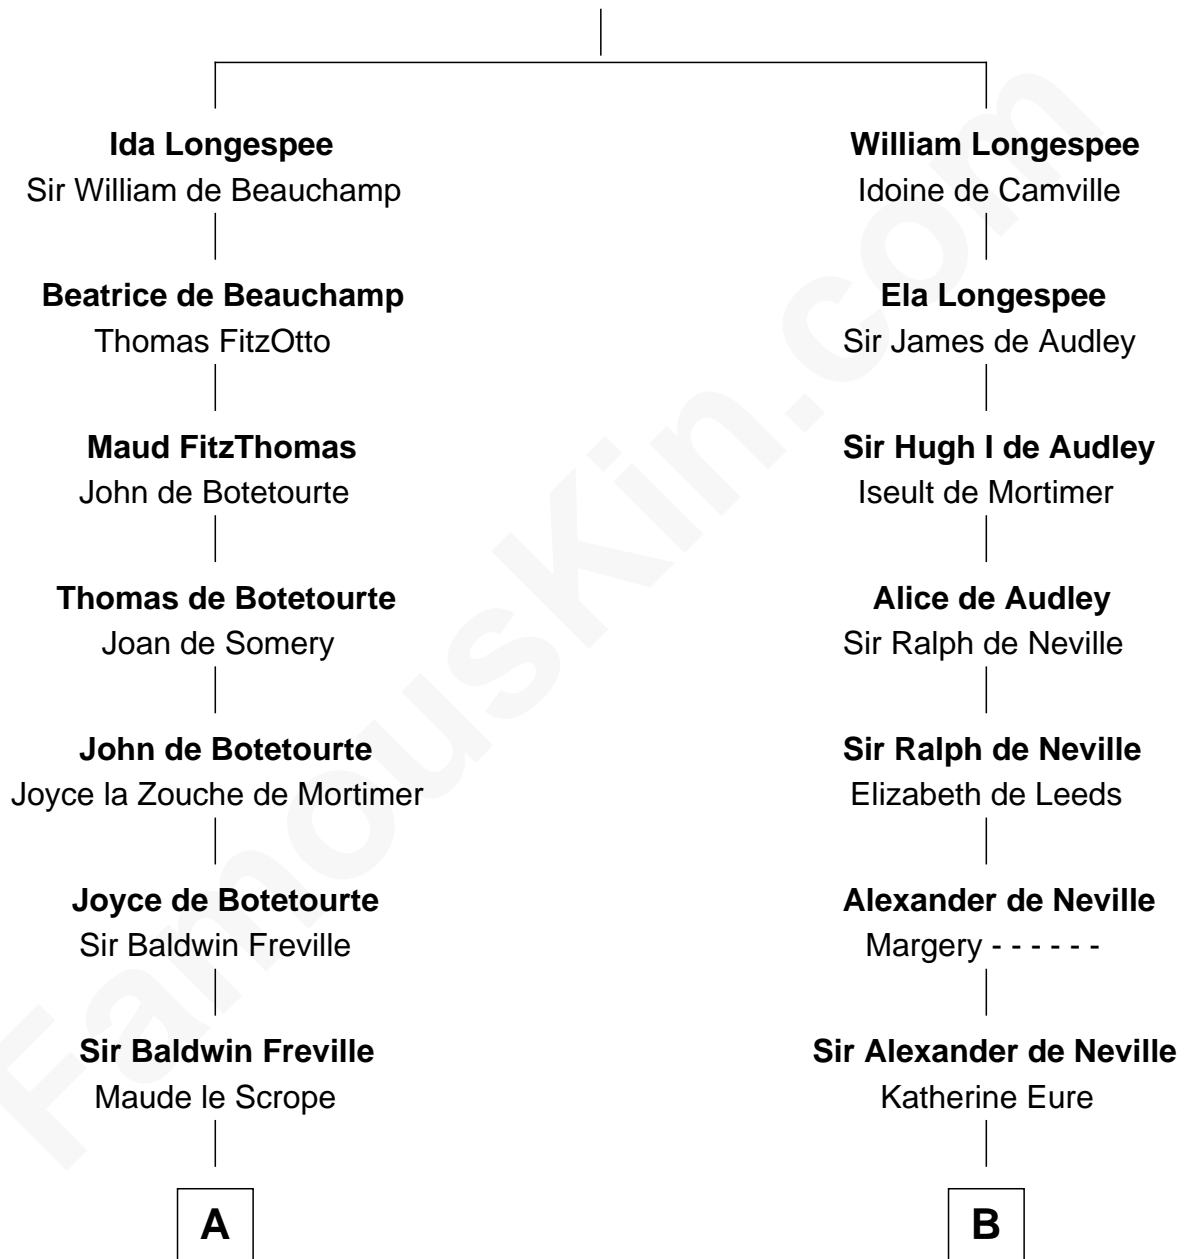 Ida Longespee
Sir William de Beauchamp
William Longespee
Idoine de Camville
Beatrice de Beauchamp
Thomas FitzOtto
Ela Longespee
Sir James de Audley
Maud FitzThomas
John de Botetourte
Sir Hugh I de Audley
Iseult de Mortimer
Thomas de Botetourte
Joan de Somery
Alice de Audley
Sir Ralph de Neville
John de Botetourte
Joyce la Zouche de Mortimer
Sir Ralph de Neville
Elizabeth de Leeds
Joyce de Botetourte
Sir Baldwin Freville
Alexander de Neville
Margery - - - - - -
Sir Baldwin Freville
Maude le Scrope
Sir Alexander de Neville
Katherine Eure
A
B
FamousKin.com